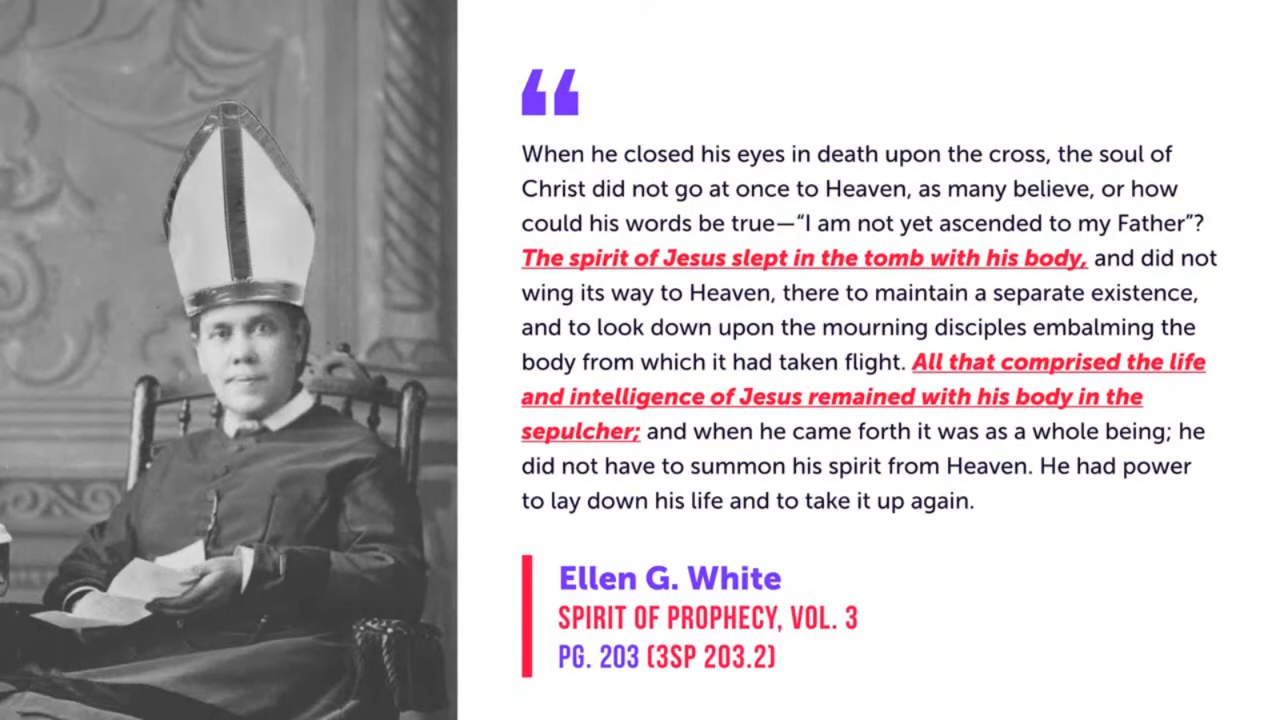 “
When he closed his eyes in death upon the cross, the soul of
Christ did not go at once to Heaven, as many believe, or how
could his words be true—“I am not yet ascended to my Father”?
The spirit of Jesus slept in the tomb with his body, and did not
wing its way to Heaven, there to maintain a separate existence,
and to look down upon the mourning disciples embalming the
body from which it had taken flight. All that comprised the life
and intelligence of Jesus remained with his body in the
sepulcher; and when he came forth it was as a whole being; he
did not have to summon his spirit from Heaven. He had power
to lay down his life and to take it up again.
Ellen G. White
SPIRIT OF PROPHECY, VOL. 3
PG. 203 (3SP 203.2)